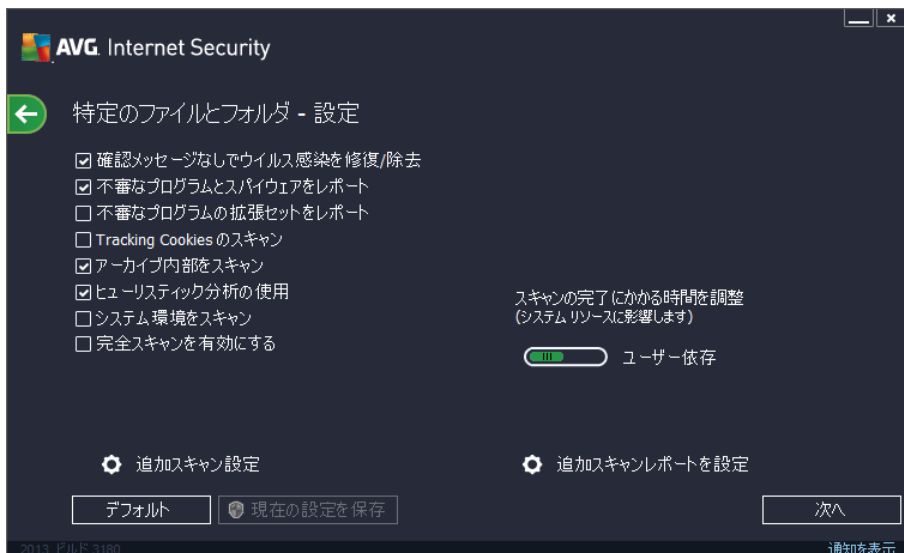 AVG. Internet Security
特定のファイルとフォルダ - 設定
確認メッセージなしでウイルス感染を修復/除去
不審なプログラムとスパイウェアをレポート
不審なプログラムの拡張セットをレポート
Tracking Cookies のスキャン
アーカイブ内部をスキャン
ヒューリスティック分析の使用
システム環境をスキャン
完全スキャンを有効にする
スキャンの完了にかかる時間を調整
(システム リソースに影響します)
ユーザー依存
追加スキャン設定
追加スキャンレポートを設定
デフォルト
現在の設定を保存
次へ
2013 ビルド 3180
通知を表示